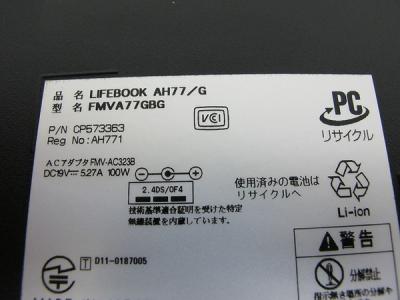 品 名 LIFEBOOK AH77/G
型 名 FMVA77GBG
P/N CP573363
Reg No:AH771
VCCI
PC
リサイクル
ACアダプタ FMV-AC323B
DC19V 5.27A 100W
2.4DS/OF4
技術基準適合証明を受けた特定
無線装置を内蔵しています。
使用済みの電池は
リサイクルへ
Li-ion
警告
T D11-0187005
分解禁止